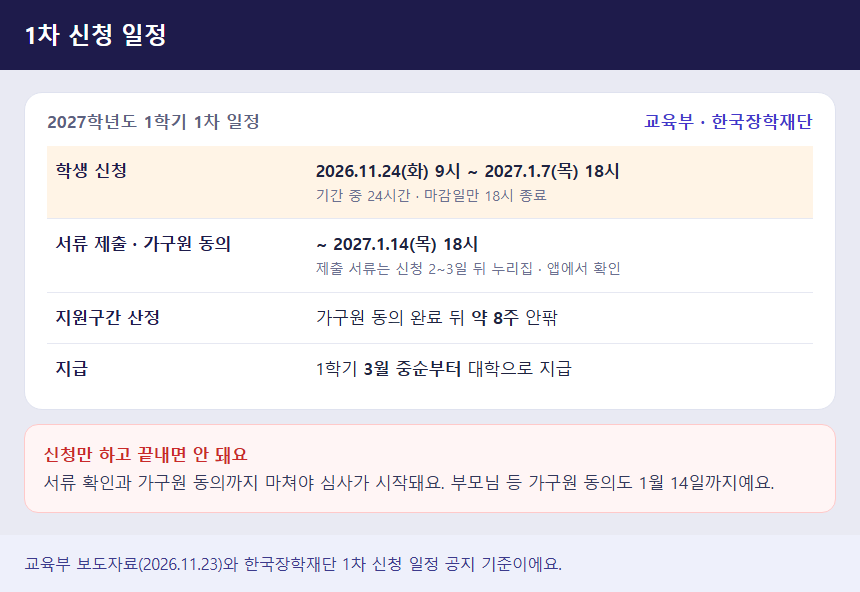 1차 신청 일정
2027학년도 1학기 1차 일정
교육부 · 한국장학재단
학생 신청
2026.11.24(화) 9시 ~ 2027.1.7(목) 18시
기간 중 24시간 · 마감일만 18시 종료
서류 제출 · 가구원 동의
~ 2027.1.14(목) 18시
제출 서류는 신청 2~3일 뒤 누리집 · 앱에서 확인
지원구간 산정
가구원 동의 완료 뒤 약 8주 안팎
지급
1학기 3월 중순부터 대학으로 지급
신청만 하고 끝내면 안 돼요
서류 확인과 가구원 동의까지 마쳐야 심사가 시작돼요. 부모님 등 가구원 동의도 1월 14일까지예요.
교육부 보도자료(2026.11.23)와 한국장학재단 1차 신청 일정 공지 기준이에요.